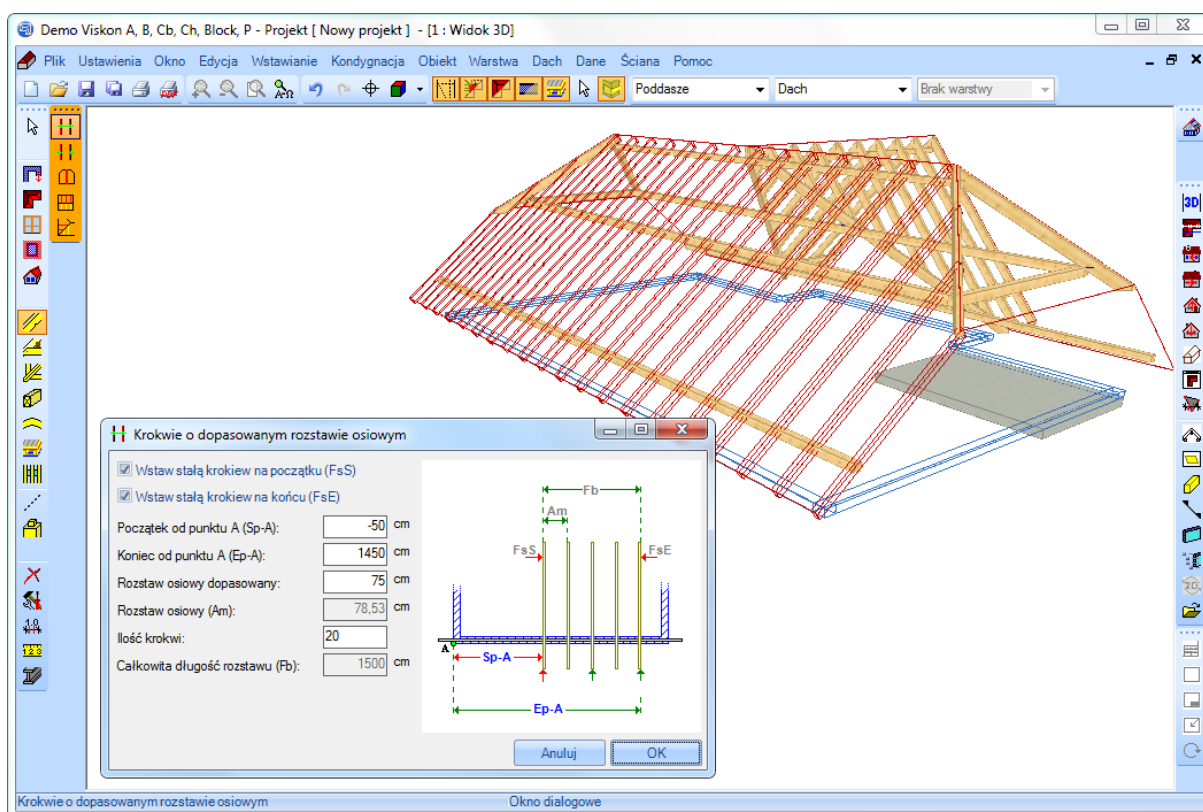 Demo Viskon A, B, Cb, Ch, Block, P - Projekt [ Nowy projekt ] - [1 : Widok 3D]
Plik Ustawienia Okno Edycja Wstawianie Kondygnacja Obiekt Warstwa Dach Dane Ściana Pomoc
Poddasze Dach Brak warstwy
3D
2D
Krokwie o dopasowanym rozstawie osiowym
Wstaw stałą krokiew na początku (FsS)
Wstaw stałą krokiew na końcu (FsE)
Początek od punktu A (Sp-A): -50 cm
Koniec od punktu A (Ep-A): 1450 cm
Rozstaw osiowy dopasowany: 75 cm
Rozstaw osiowy (Am): 78,53 cm
Ilość krokwi: 20
Całkowita długość rozstawu (Fb): 1500 cm
Fb
Am
FsS FsE
A
Sp-A
Ep-A
Anuluj OK
Krokwie o dopasowanym rozstawie osiowym Okno dialogowe